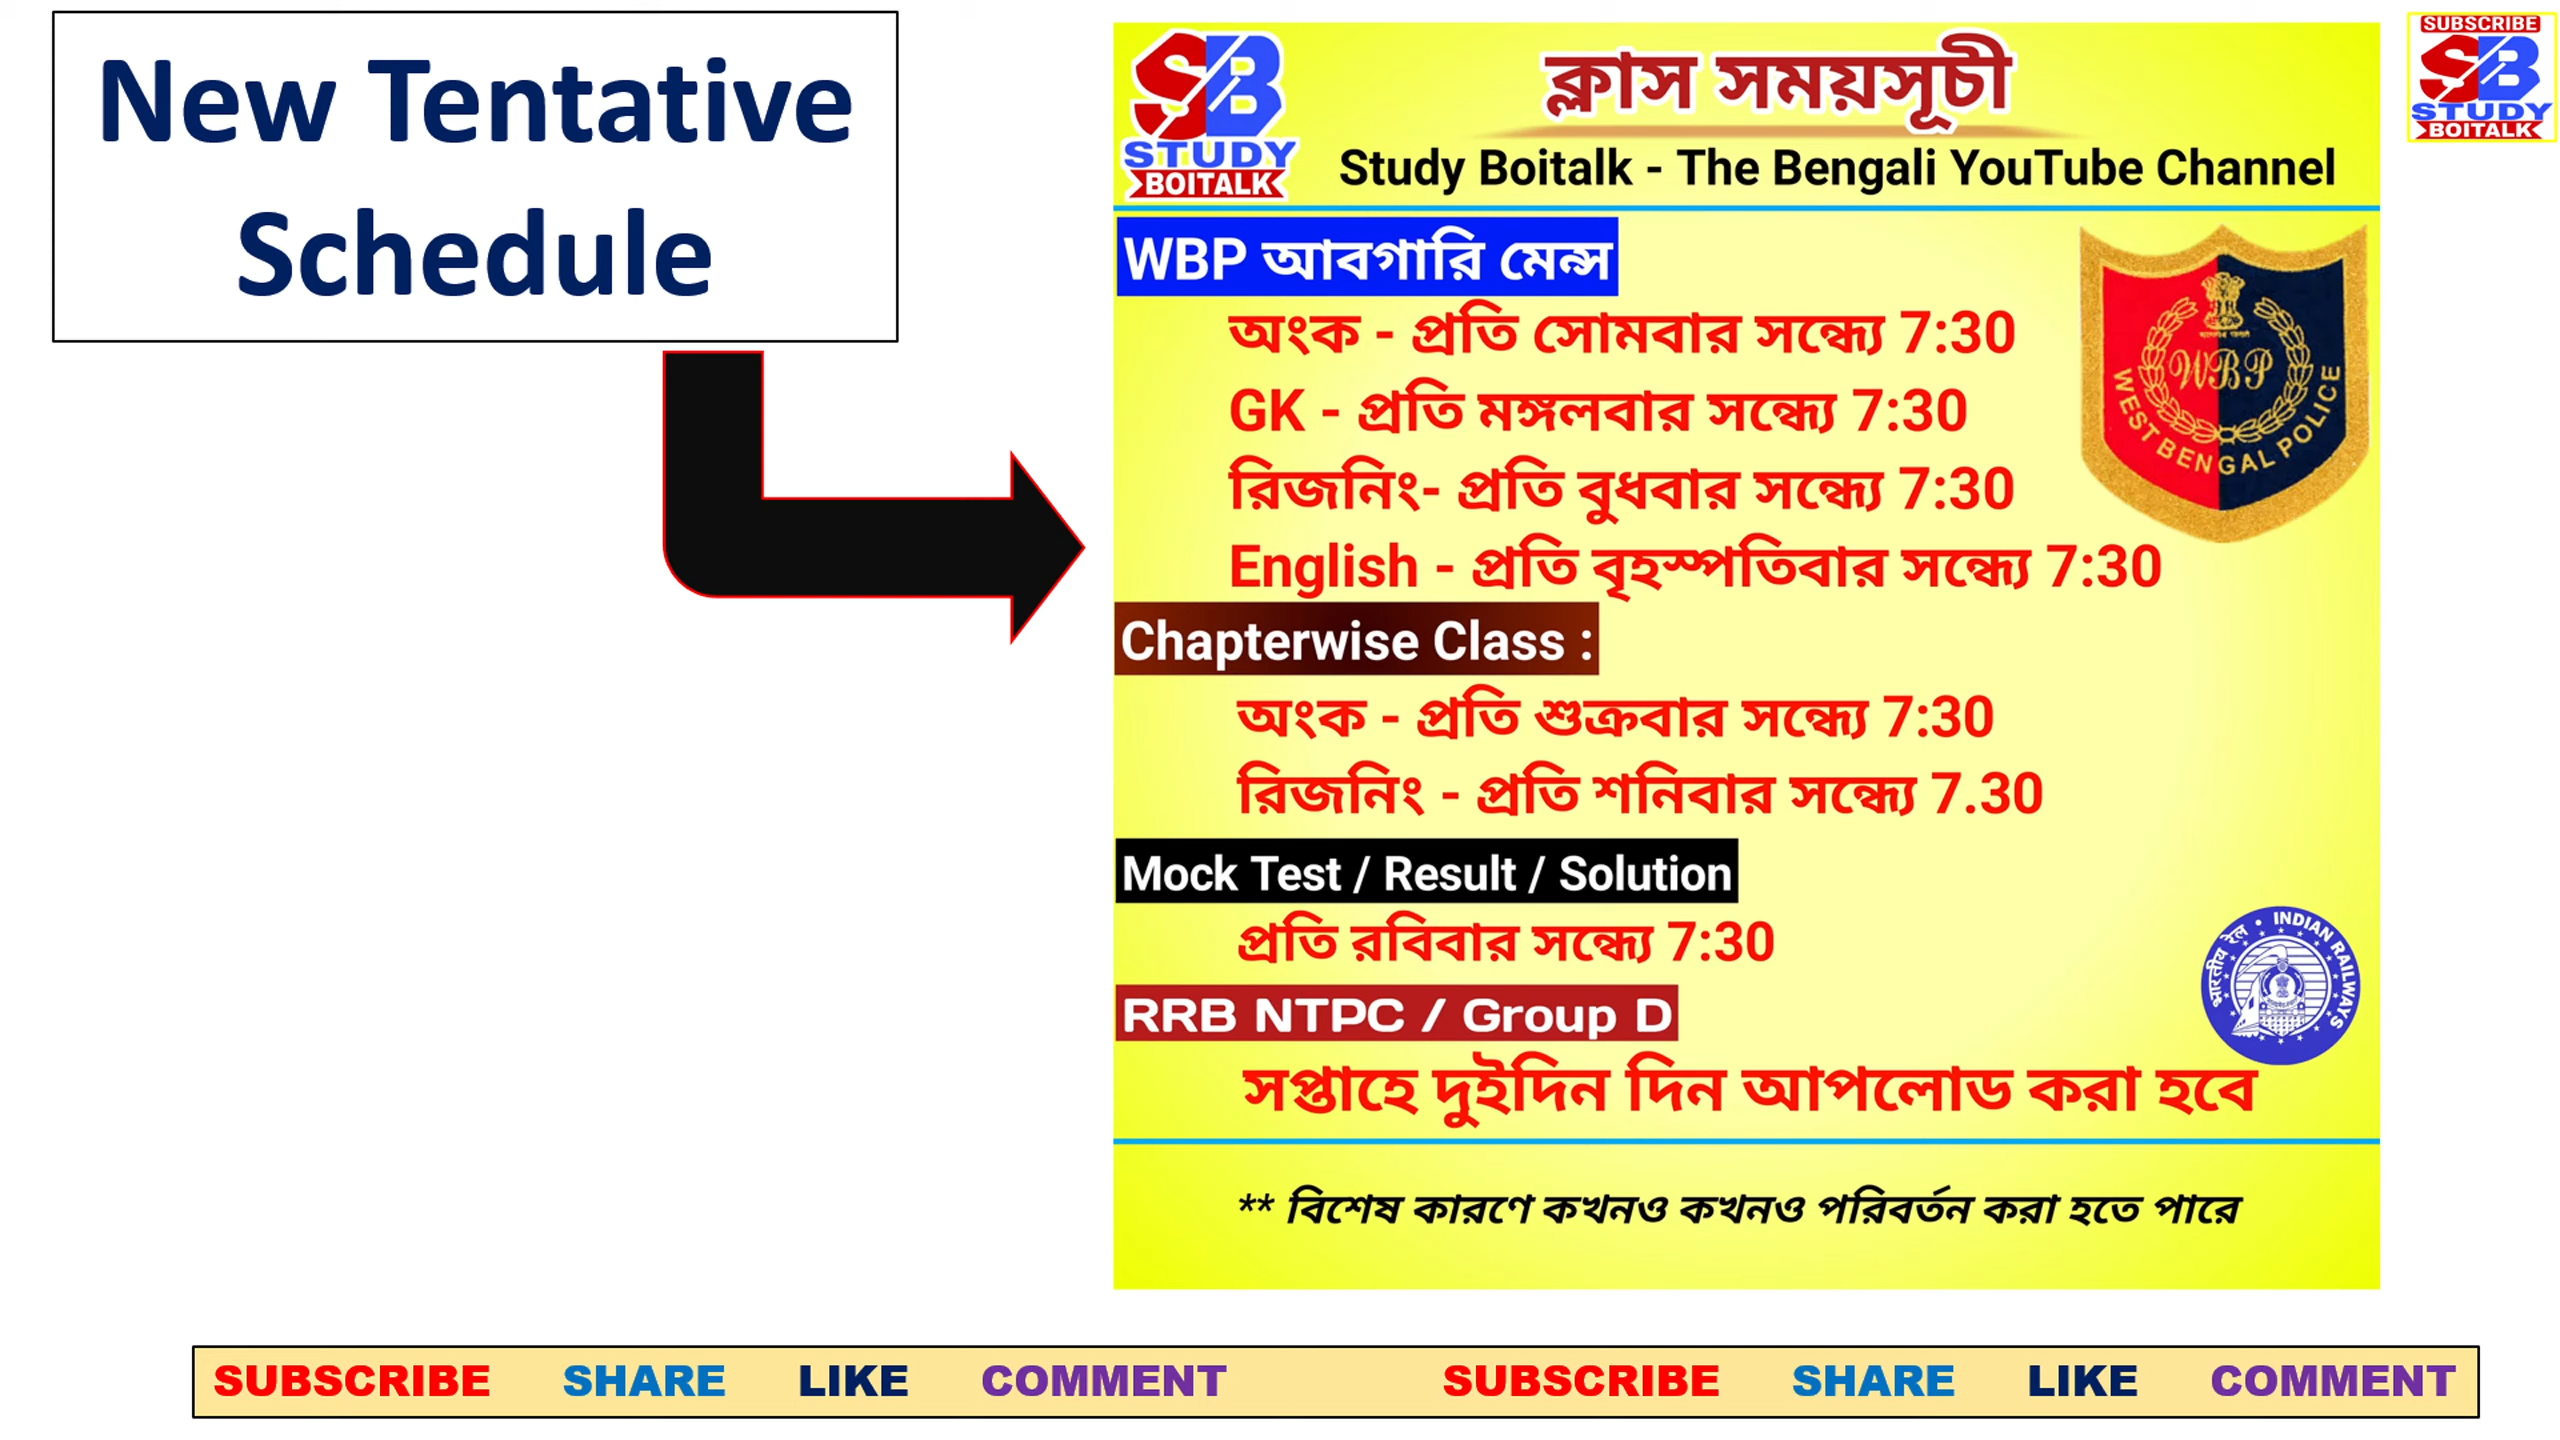 New Tentative
Schedule
SUBSCRIBE
SB
STUDY
BOITALK
SB
STUDY
BOITALK
ক্লাস সময়সূচী
Study Boitalk - The Bengali YouTube Channel
WBP আবগারি মেন্স
অংক - প্রতি সোমবার সন্ধ্যে 7:30
GK - প্রতি মঙ্গলবার সন্ধ্যে 7:30
রিজনিং- প্রতি বুধবার সন্ধ্যে 7:30
English - প্রতি বৃহস্পতিবার সন্ধ্যে 7:30
WBP
WEST BENGAL POLICE
Chapterwise Class :
অংক - প্রতি শুক্রবার সন্ধ্যে 7:30
রিজনিং - প্রতি শনিবার সন্ধ্যে 7.30
Mock Test / Result / Solution
প্রতি রবিবার সন্ধ্যে 7:30
भारतीय रेल • INDIAN RAILWAYS
RRB NTPC / Group D
সপ্তাহে দুইদিন দিন আপলোড করা হবে
** বিশেষ কারণে কখনও কখনও পরিবর্তন করা হতে পারে
SUBSCRIBE SHARE LIKE COMMENT SUBSCRIBE SHARE LIKE COMMENT